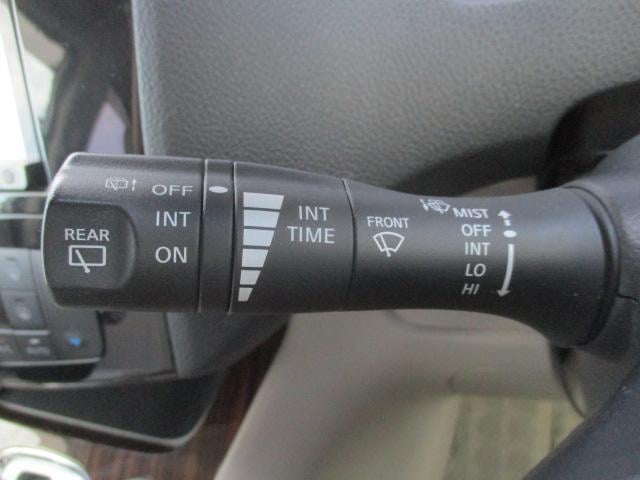 REAR
OFF
INT
ON
INT
TIME
FRONT
MIST
OFF
INT
LO
HI